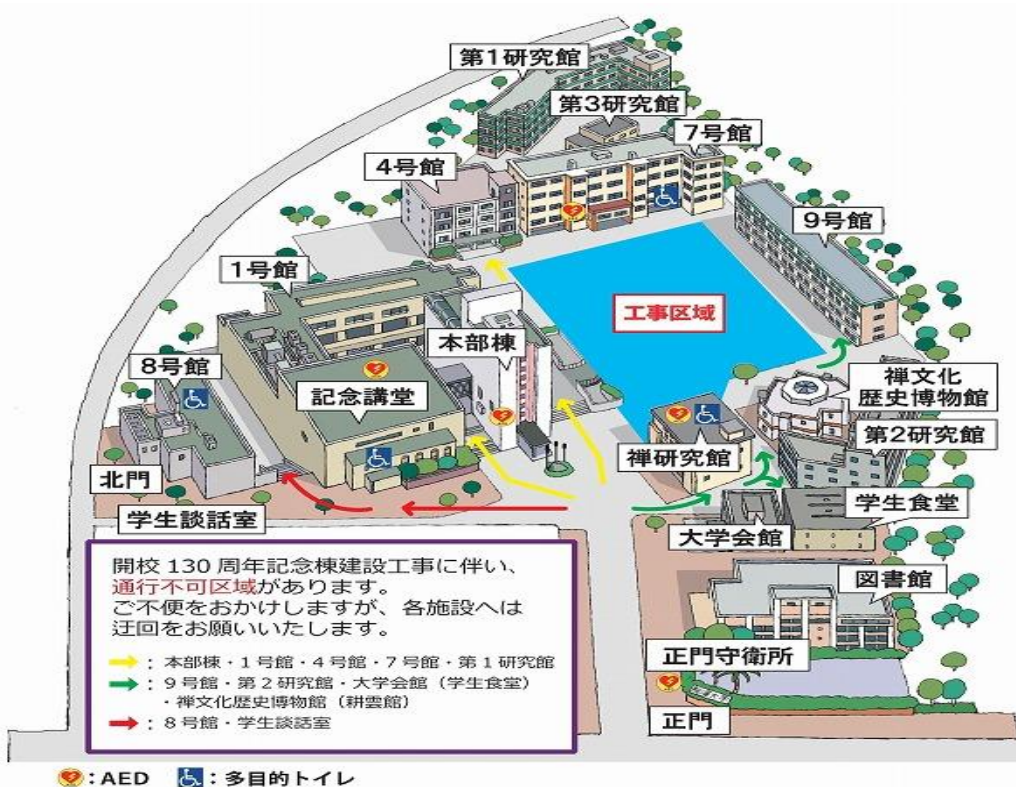 第1研究館
第3研究館
7号館
4号館
9号館
1号館
工事区域
本部棟
8号館
記念講堂
禅文化
歴史博物館
第2研究館
禅研究館
北門
学生食堂
学生談話室
大学会館
開校 130 周年記念棟建設工事に伴い、
通行不可区域があります。
ご不便をおかけしますが、各施設へは
迂回をお願いいたします。
：本部棟・1号館・4号館・7号館・第1研究館
：9号館・第2研究館・大学会館（学生食堂）
・禅文化歴史博物館（耕雲館）
：8号館・学生談話室
図書館
正門守衛所
正門
：AED ：多目的トイレ